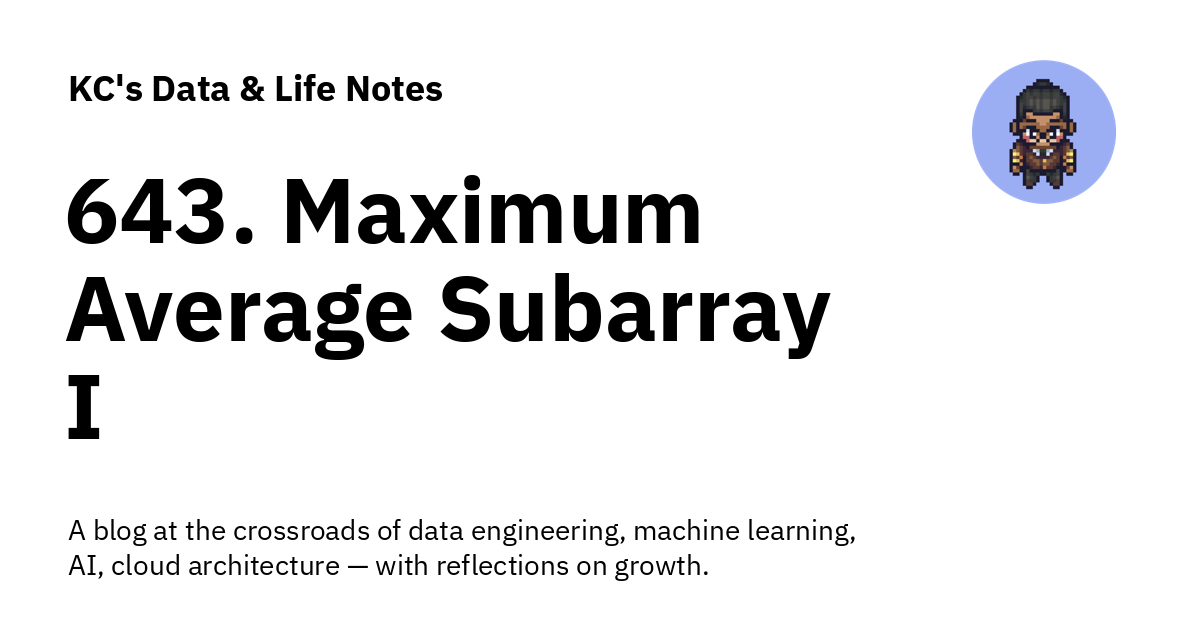 KC's Data & Life Notes
643. Maximum
Average Subarray
I
A blog at the crossroads of data engineering, machine learning,
AI, cloud architecture — with reflections on growth.